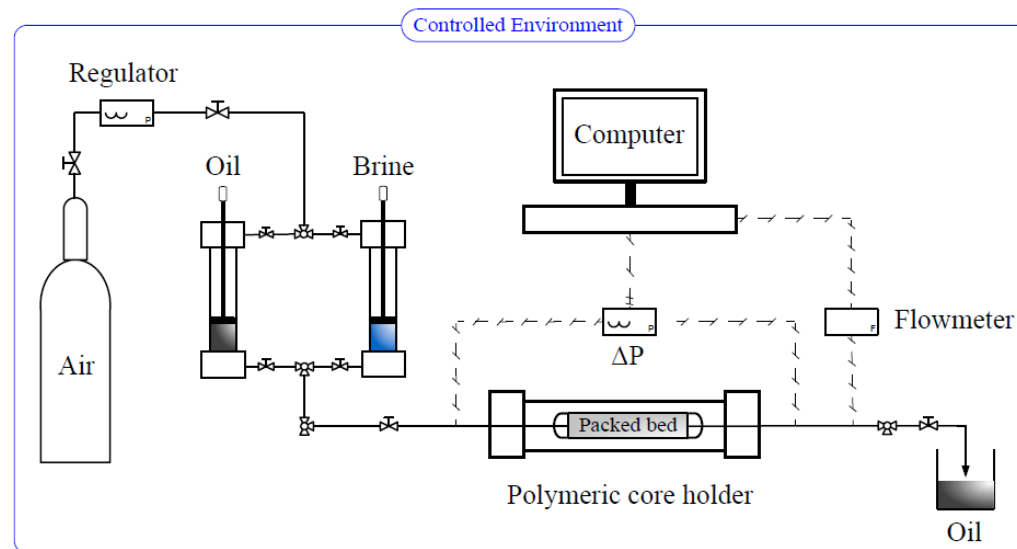 Controlled Environment
Regulator
P
Oil
Brine
Computer
Air
P
ΔP
F
Flowmeter
Packed bed
Polymeric core holder
Oil